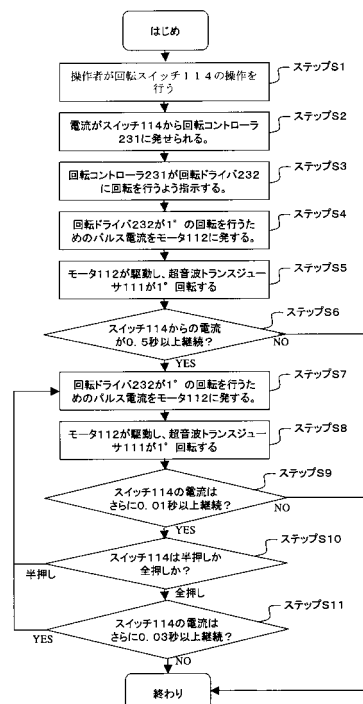 はじめ
ステップS1
操作者が回転スイッチ114の操作を
行う
ステップS2
電流がスイッチ114から回転コントローラ
231に発せられる。
ステップS3
回転コントローラ231が回転ドライバ232
に回転を行うよう指示する。
ステップS4
回転ドライバ232が1°の回転を行うた
めのパルス電流をモータ112に発する。
ステップS5
モータ112が駆動し、超音波トランスジュー
サ111が1°回転する
ステップS6
スイッチ114からの電流
が0.5秒以上継続?
NO
YES
ステップS7
回転ドライバ232が1°の回転を行うた
めのパルス電流をモータ112に発する。
ステップS8
モータ112が駆動し、超音波トランスジュー
サ111が1°回転する
ステップS9
スイッチ114の電流は
さらに0.01秒以上継続?
NO
YES
ステップS10
スイッチ114は半押しか
全押しか?
半押し
全押し
ステップS11
スイッチ114の電流は
さらに0.03秒以上継続?
YES
NO
終わり